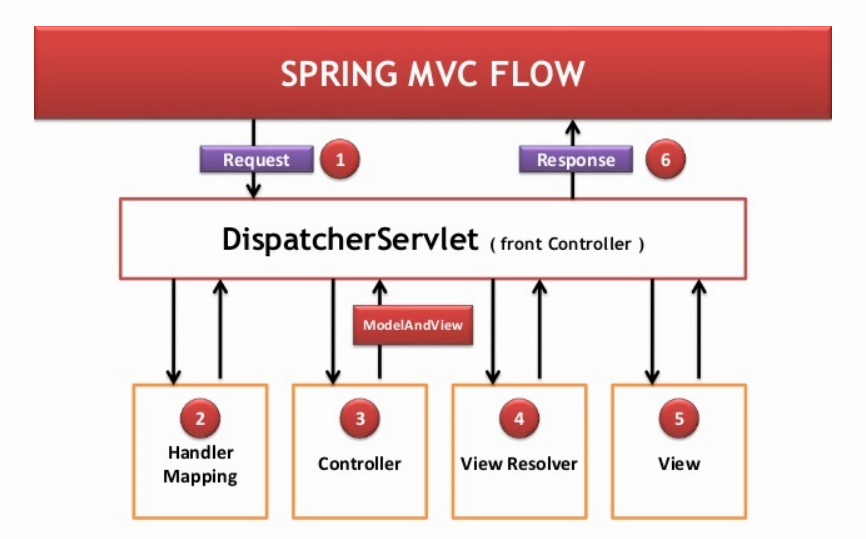 SPRING MVC FLOW
Request 1
Response 6
DispatcherServlet ( front Controller )
ModelAndView
2
Handler
Mapping
3
Controller
4
View Resolver
5
View